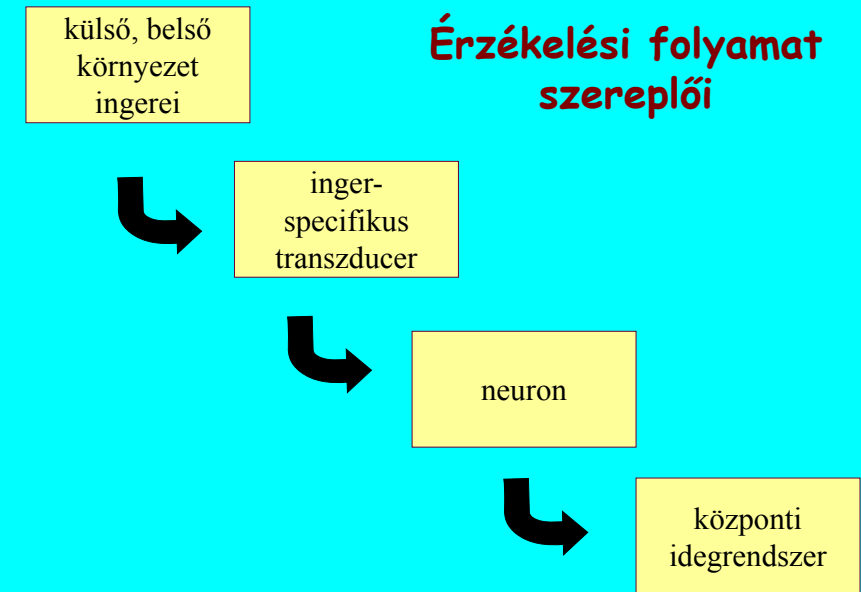 Érzékelési folyamat
szereplői
külső, belső
környezet
ingerei
inger-
specifikus
transzducer
neuron
központi
idegrendszer